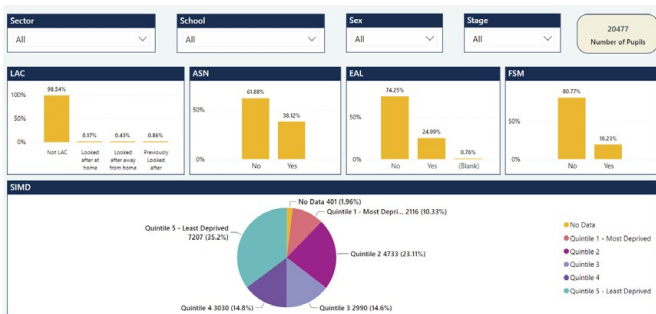 Sector
All
School
All
Sex
All
Stage
All
20477
Number of Pupils
LAC
100%
50%
0%
98.54%
0.17%
0.43%
0.86%
Not LAC
Looked
after at
home
Looked
after away
from home
Previously
Looked
after
ASN
50%
0%
61.88%
38.12%
No
Yes
EAL
50%
0%
74.25%
24.99%
0.76%
No
Yes
(Blank)
FSM
50%
0%
80.77%
19.23%
No
Yes
SIMD
No Data 401 (1.96%)
Quintile 1 - Most Depri... 2116 (10.33%)
Quintile 2 4733 (23.11%)
Quintile 3 2990 (14.6%)
Quintile 4 3030 (14.8%)
Quintile 5 - Least Deprived
7207 (35.2%)
No Data
Quintile 1 - Most Deprived
Quintile 2
Quintile 3
Quintile 4
Quintile 5 - Least Deprived